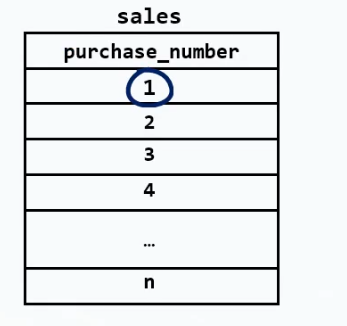 sales
purchase_number
1
2
3
4
…
n